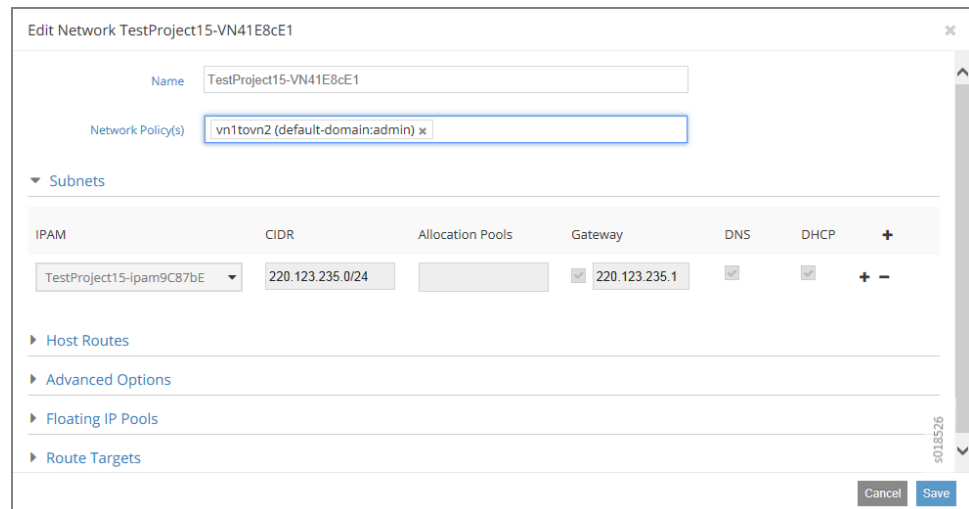 Edit Network TestProject15-VN41E8cE1
Name TestProject15-VN41E8cE1
Network Policy(s) vn1tovn2 (default-domain:admin)
Subnets
IPAM CIDR Allocation Pools Gateway DNS DHCP
TestProject15-ipam9C87bE 220.123.235.0/24 220.123.235.1
Host Routes
Advanced Options
Floating IP Pools
Route Targets
s018526
Cancel Save